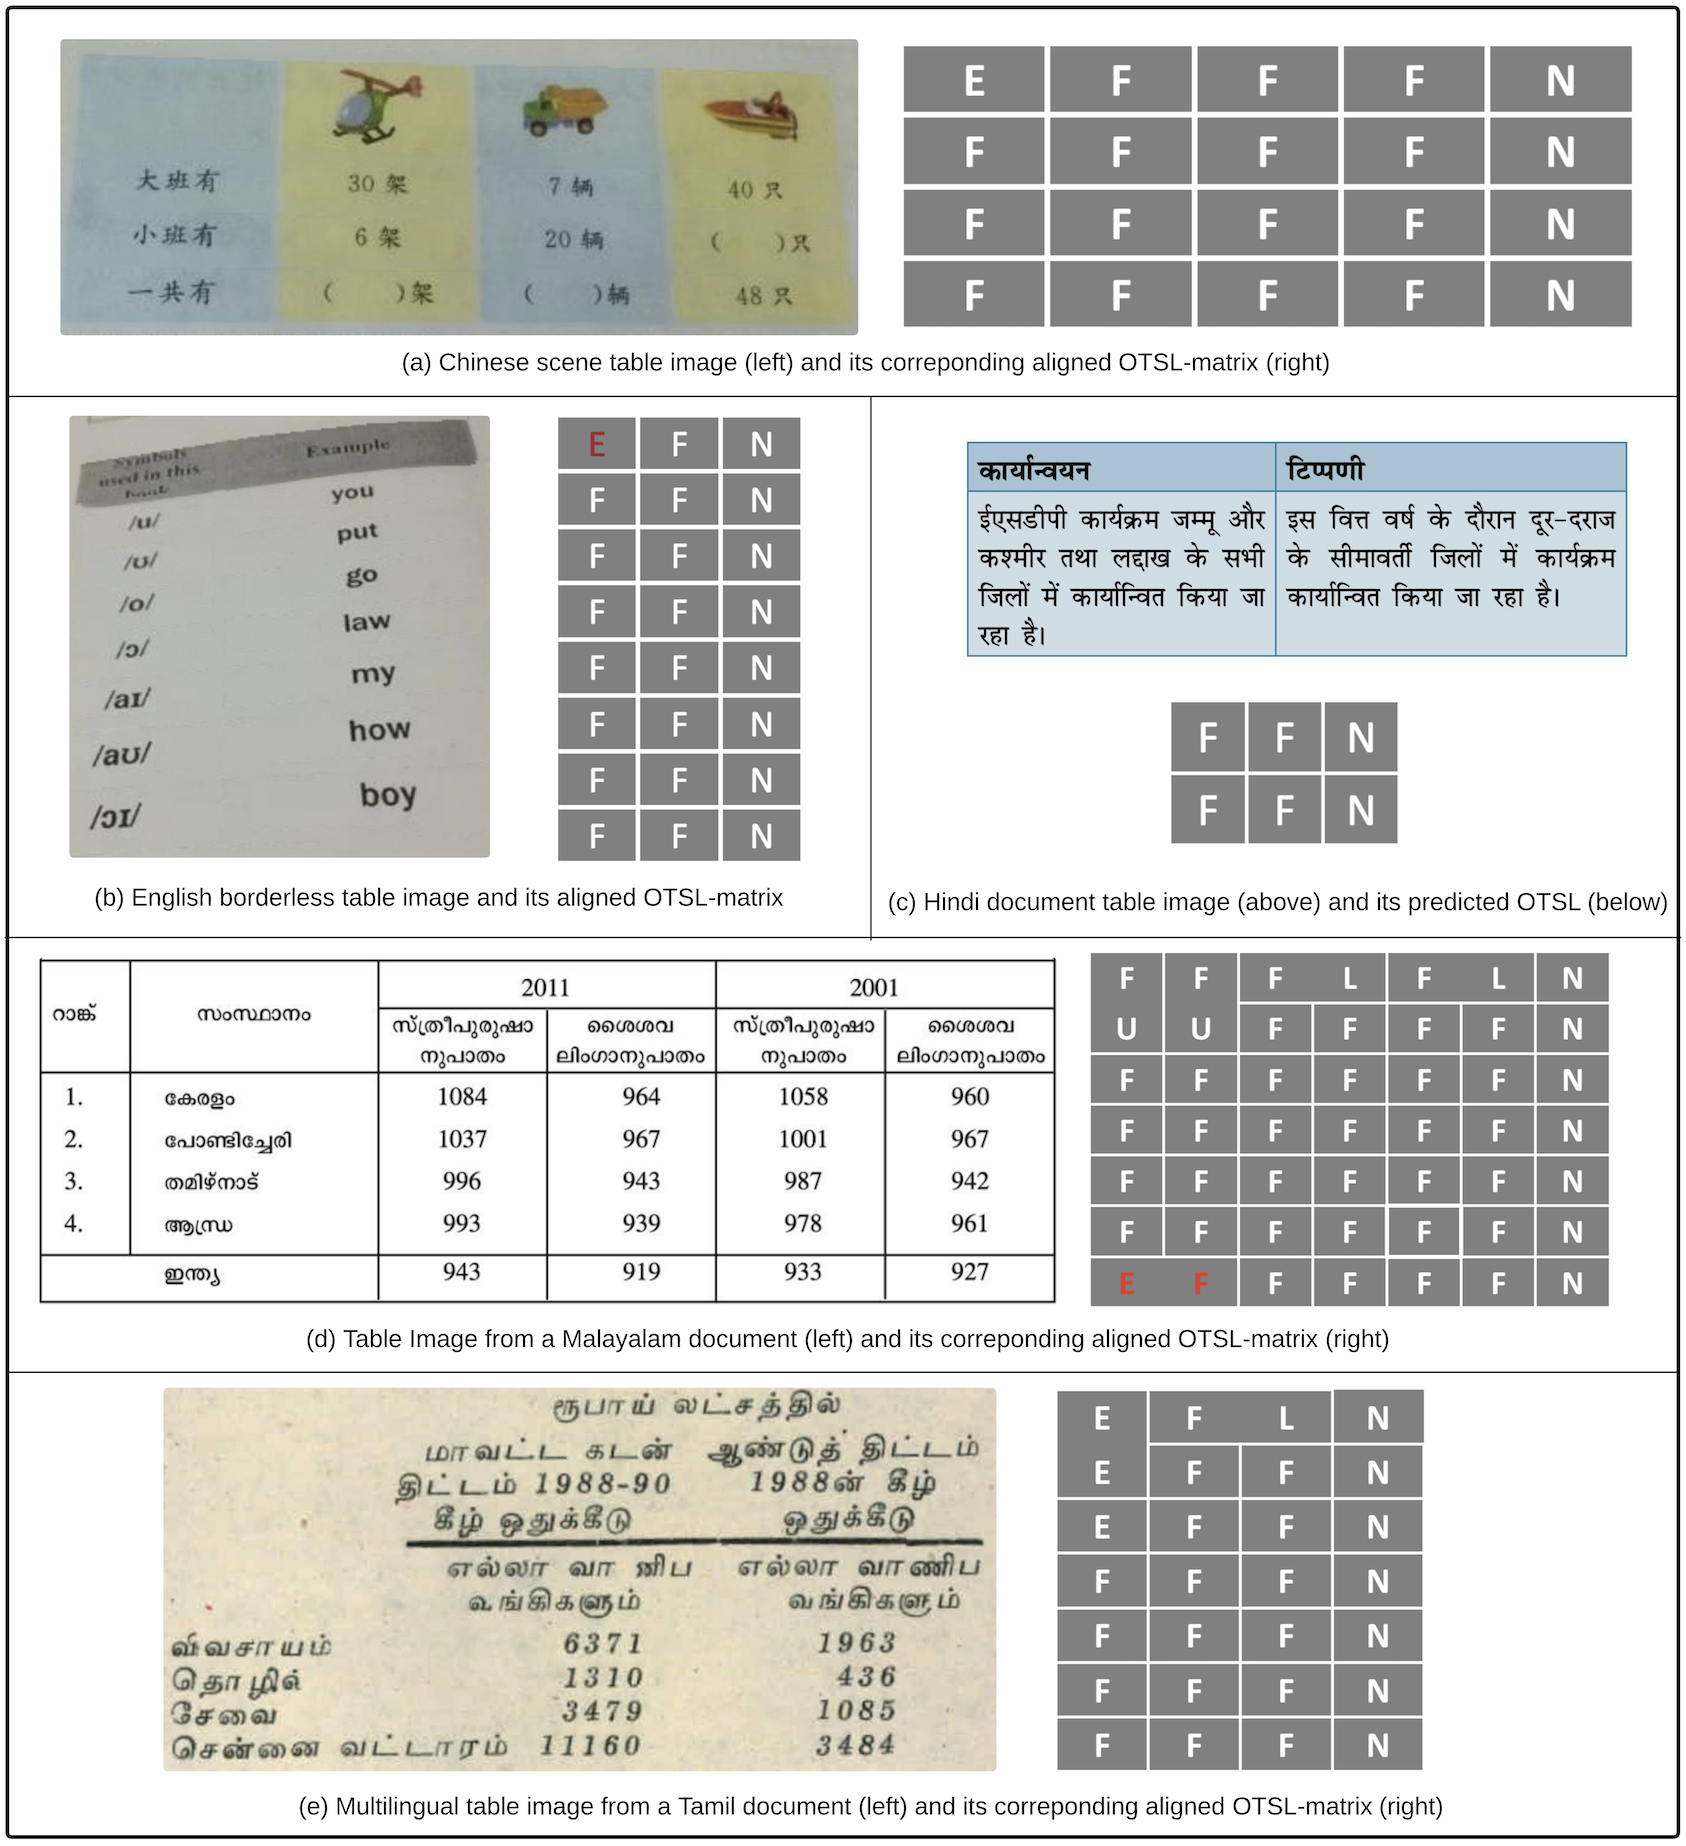 E F F F N
大班有 30 架 7 辆 40 只
F F F F N
小班有 6 架 20 辆 ( )只
F F F F N
一共有 ( )架 ( )辆 48 只
F F F F N
(a) Chinese scene table image (left) and its correponding aligned OTSL-matrix (right)
Symbols
used in this
book
Example
/u/ you
/ʊ/ put
/o/ go
/ɔ/ law
/aɪ/ my
/aʊ/ how
/ɔɪ/ boy
E F N
F F N
F F N
F F N
F F N
F F N
F F N
F F N
(b) English borderless table image and its aligned OTSL-matrix
कार्यान्वयन
ईएसडीपी कार्यक्रम जम्मू और
कश्मीर तथा लद्दाख के सभी
जिलों में कार्यान्वित किया जा
रहा है।
टिप्पणी
इस वित्त वर्ष के दौरान दूर-दराज
के सीमावर्ती जिलों में कार्यक्रम
कार्यान्वित किया जा रहा है।
F F N
F F N
(c) Hindi document table image (above) and its predicted OTSL (below)
റാങ്ക് സംസ്ഥാനം 2011 2001
സ്ത്രീപുരുഷാ ശൈശവ സ്ത്രീപുരുഷാ ശൈശവ
നുപാതം ലിംഗാനുപാതം നുപാതം ലിംഗാനുപാതം
1. കേരളം 1084 964 1058 960
2. പോണ്ടിച്ചേരി 1037 967 1001 967
3. തമിഴ്നാട് 996 943 987 942
4. ആന്ധ്ര 993 939 978 961
ഇന്ത്യ 943 919 933 927
F F F L F L N
U U F F F F N
F F F F F F N
F F F F F F N
F F F F F F N
F F F F F F N
E F F F F F N
(d) Table Image from a Malayalam document (left) and its correponding aligned OTSL-matrix (right)
ரூபாய் லட்சத்தில்
மாவட்ட கடன் ஆண்டுத் திட்டம்
திட்டம் 1988-90 1988ன் கீழ்
கீழ் ஒதுக்கீடு ஒதுக்கீடு
எல்லா வா னிப எல்லா வாணிப
வங்கிகளும் வங்கிகளும்
விவசாயம் 6371 1963
தொழில் 1310 436
சேவை 3479 1085
சென்னை வட்டாரம் 11160 3484
E F L N
E F F N
E F F N
F F F N
F F F N
F F F N
F F F N
(e) Multilingual table image from a Tamil document (left) and its correponding aligned OTSL-matrix (right)